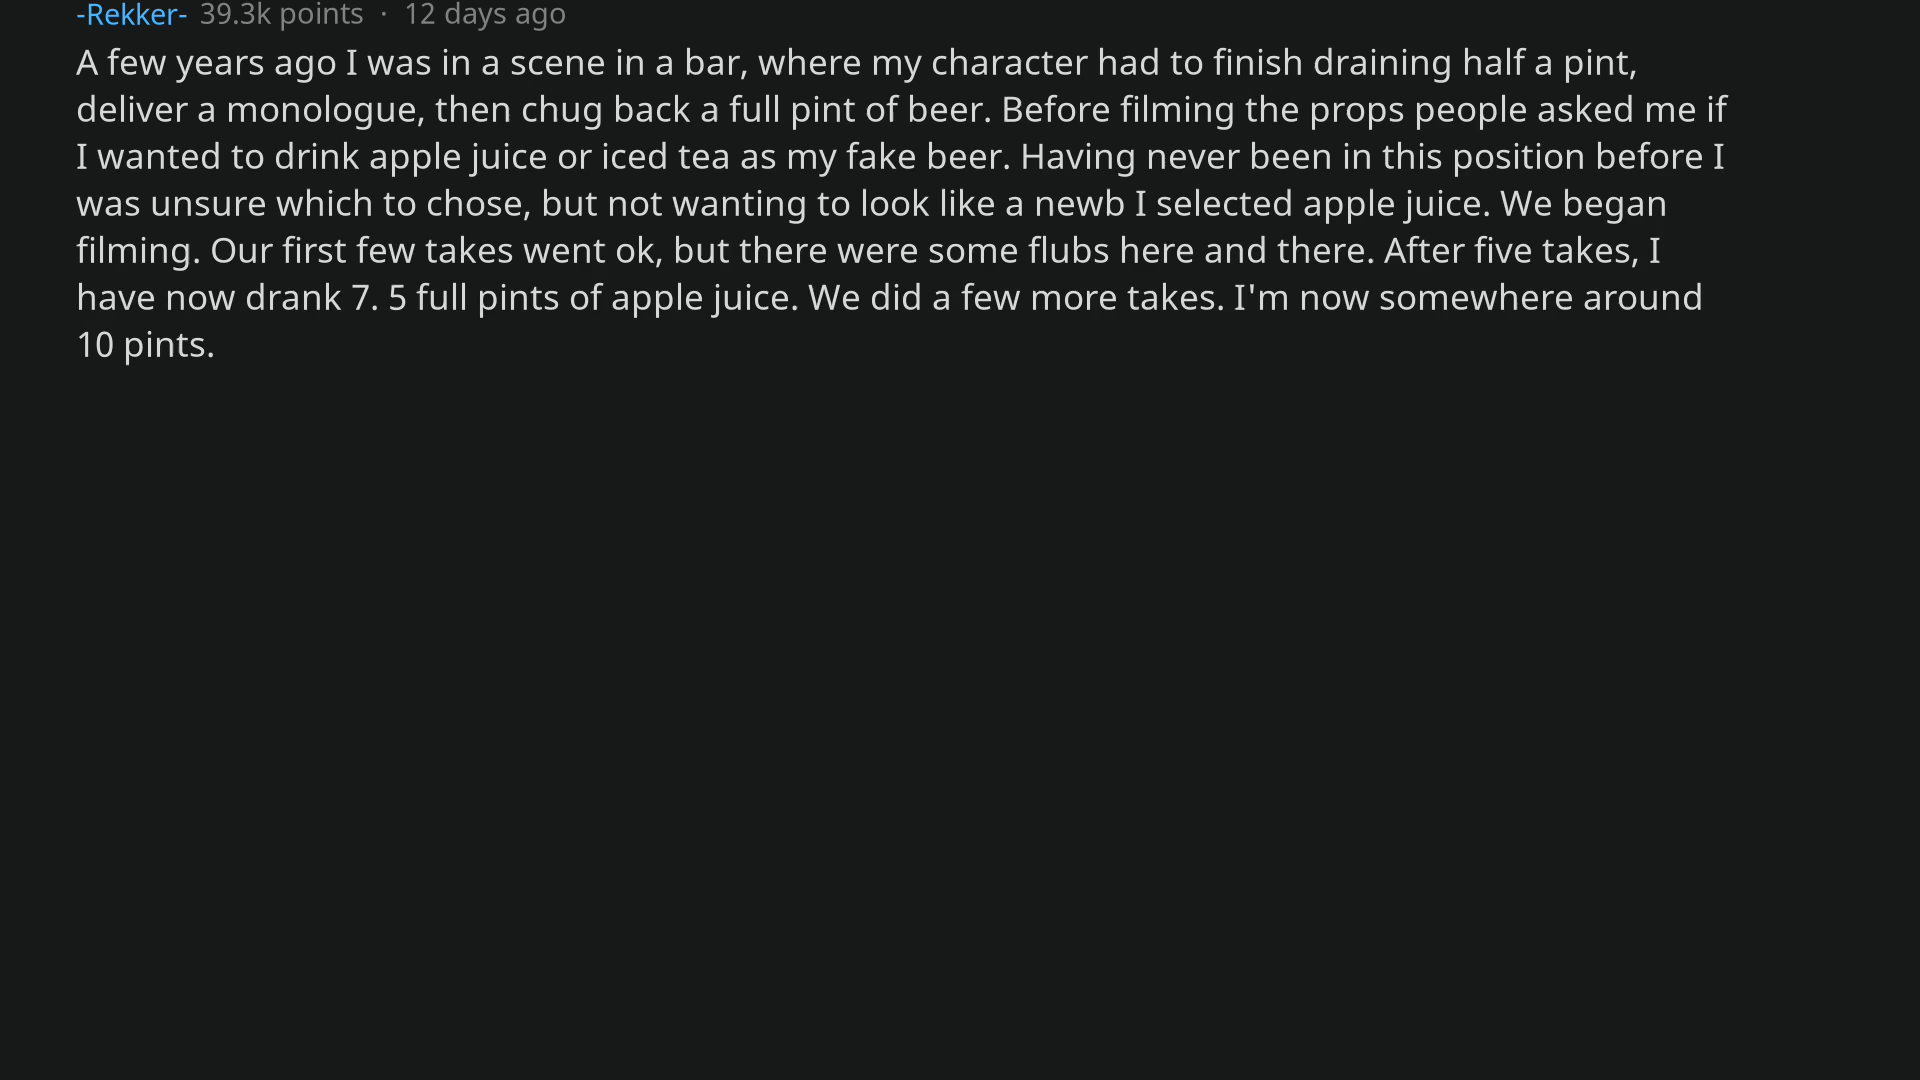 -Rekker- 39.3k points · 12 days ago
A few years ago I was in a scene in a bar, where my character had to finish draining half a pint,
deliver a monologue, then chug back a full pint of beer. Before filming the props people asked me if
I wanted to drink apple juice or iced tea as my fake beer. Having never been in this position before I
was unsure which to chose, but not wanting to look like a newb I selected apple juice. We began
filming. Our first few takes went ok, but there were some flubs here and there. After five takes, I
have now drank 7. 5 full pints of apple juice. We did a few more takes. I'm now somewhere around
10 pints.